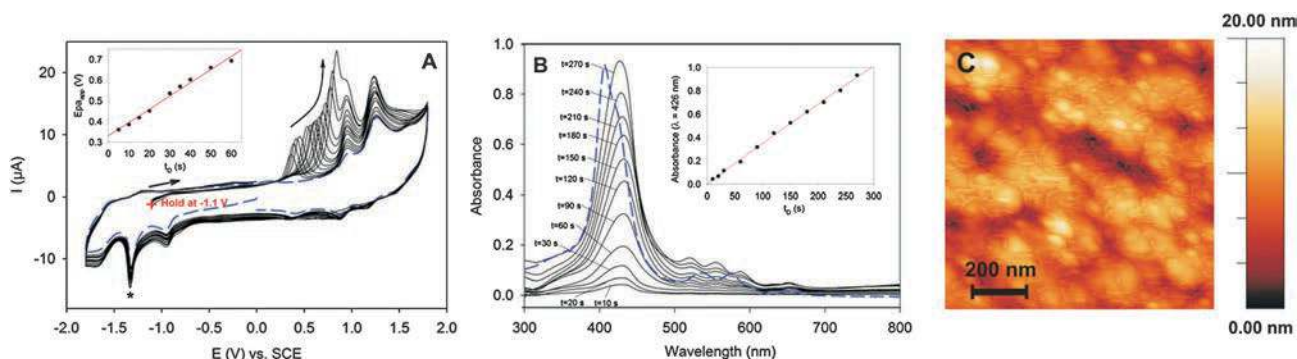 A
I (µA)
20
10
0
-10
-2.0
-1.5
-1.0
-0.5
0.0
0.5
1.0
1.5
2.0
E (V) vs. SCE
Hold at -1.1 V
*
Epa_app (V)
0.7
0.6
0.5
0.4
0.3
0
10
20
30
40
50
60
t_D (s)
B
Absorbance
1.0
0.8
0.6
0.4
0.2
0.0
300
400
500
600
700
800
Wavelength (nm)
t=270 s
t=240 s
t=210 s
t=180 s
t=150 s
t=120 s
t=90 s
t=60 s
t=30 s
t=20 s
t=10 s
Absorbance (λ = 426 nm)
1.0
0.8
0.6
0.4
0.2
0.0
0
50
100
150
200
250
300
t_D (s)
C
200 nm
20.00 nm
0.00 nm